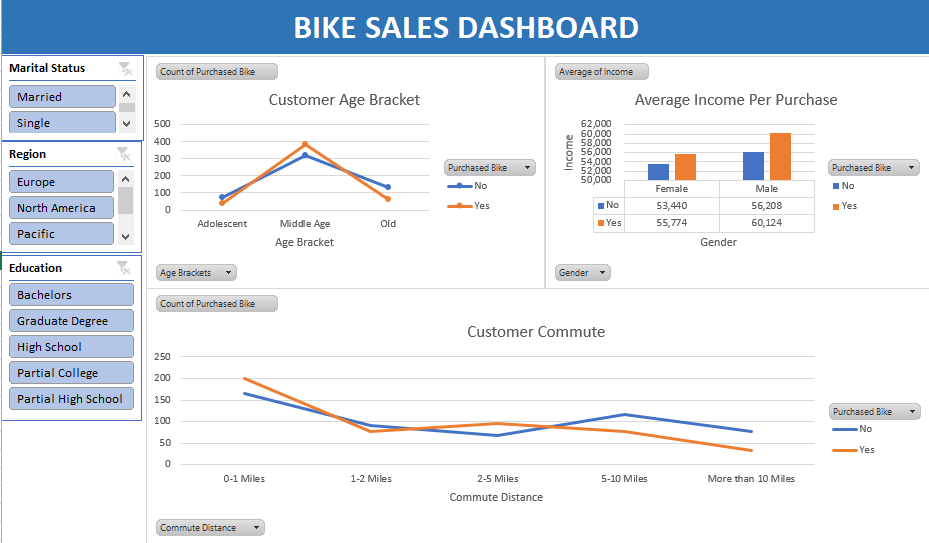 BIKE SALES DASHBOARD
Marital Status
Married
Single
Region
Europe
North America
Pacific
Education
Bachelors
Graduate Degree
High School
Partial College
Partial High School
Count of Purchased Bike
Customer Age Bracket
500
400
300
200
100
0
Adolescent Middle Age Old
Age Bracket
Purchased Bike
No
Yes
Age Brackets
Average of Income
Average Income Per Purchase
Income
62,000
60,000
58,000
56,000
54,000
52,000
50,000
Female Male
No 53,440 56,208
Yes 55,774 60,124
Gender
Purchased Bike
No
Yes
Gender
Count of Purchased Bike
Customer Commute
250
200
150
100
50
0
0-1 Miles 1-2 Miles 2-5 Miles 5-10 Miles More than 10 Miles
Commute Distance
Purchased Bike
No
Yes
Commute Distance